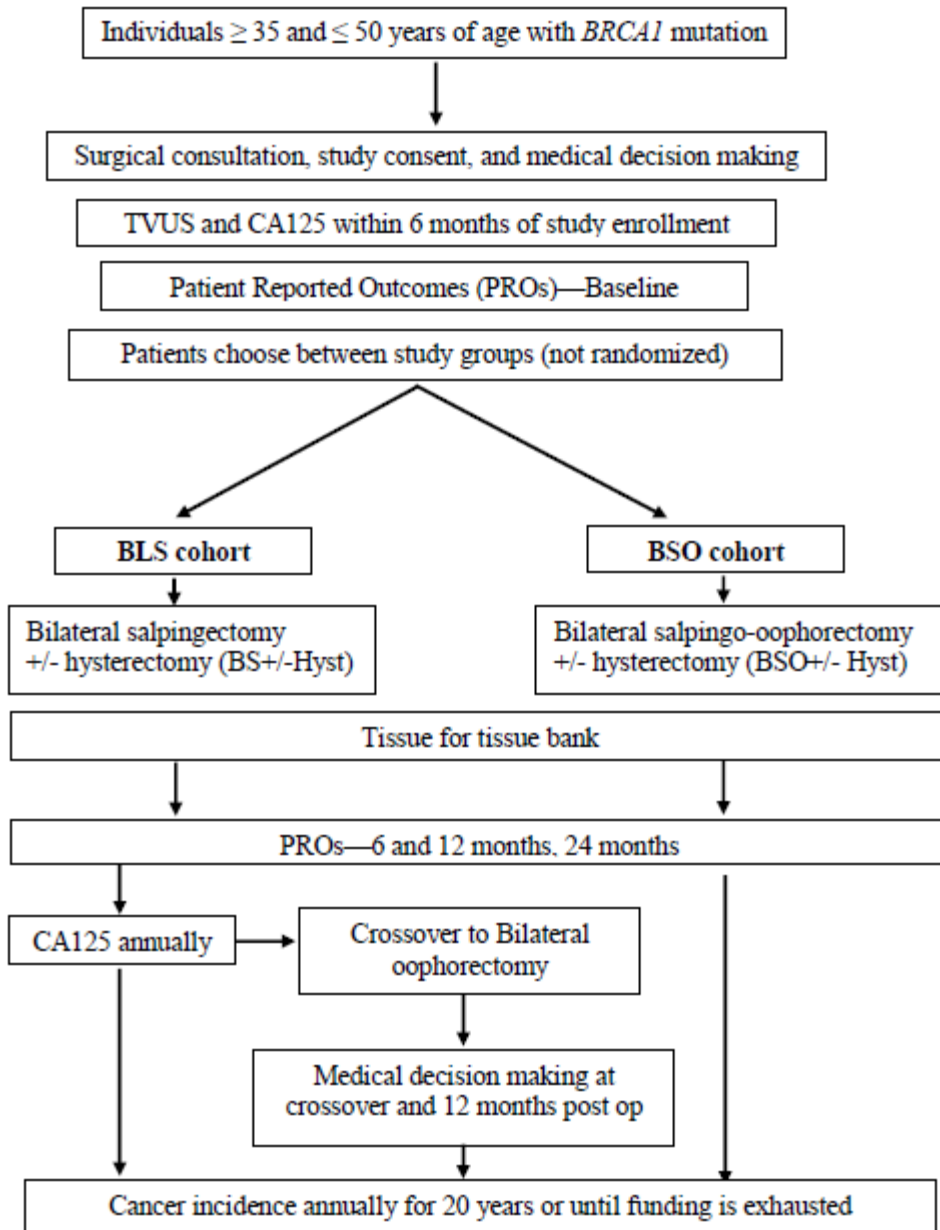 Individuals ≥ 35 and ≤ 50 years of age with BRCA1 mutation
Surgical consultation, study consent, and medical decision making
TVUS and CA125 within 6 months of study enrollment
Patient Reported Outcomes (PROs)—Baseline
Patients choose between study groups (not randomized)
BLS cohort
BSO cohort
Bilateral salpingectomy
+/- hysterectomy (BS+/-Hyst)
Bilateral salpingo-oophorectomy
+/- hysterectomy (BSO+/- Hyst)
Tissue for tissue bank
PROs—6 and 12 months, 24 months
CA125 annually
Crossover to Bilateral
oophorectomy
Medical decision making at
crossover and 12 months post op
Cancer incidence annually for 20 years or until funding is exhausted